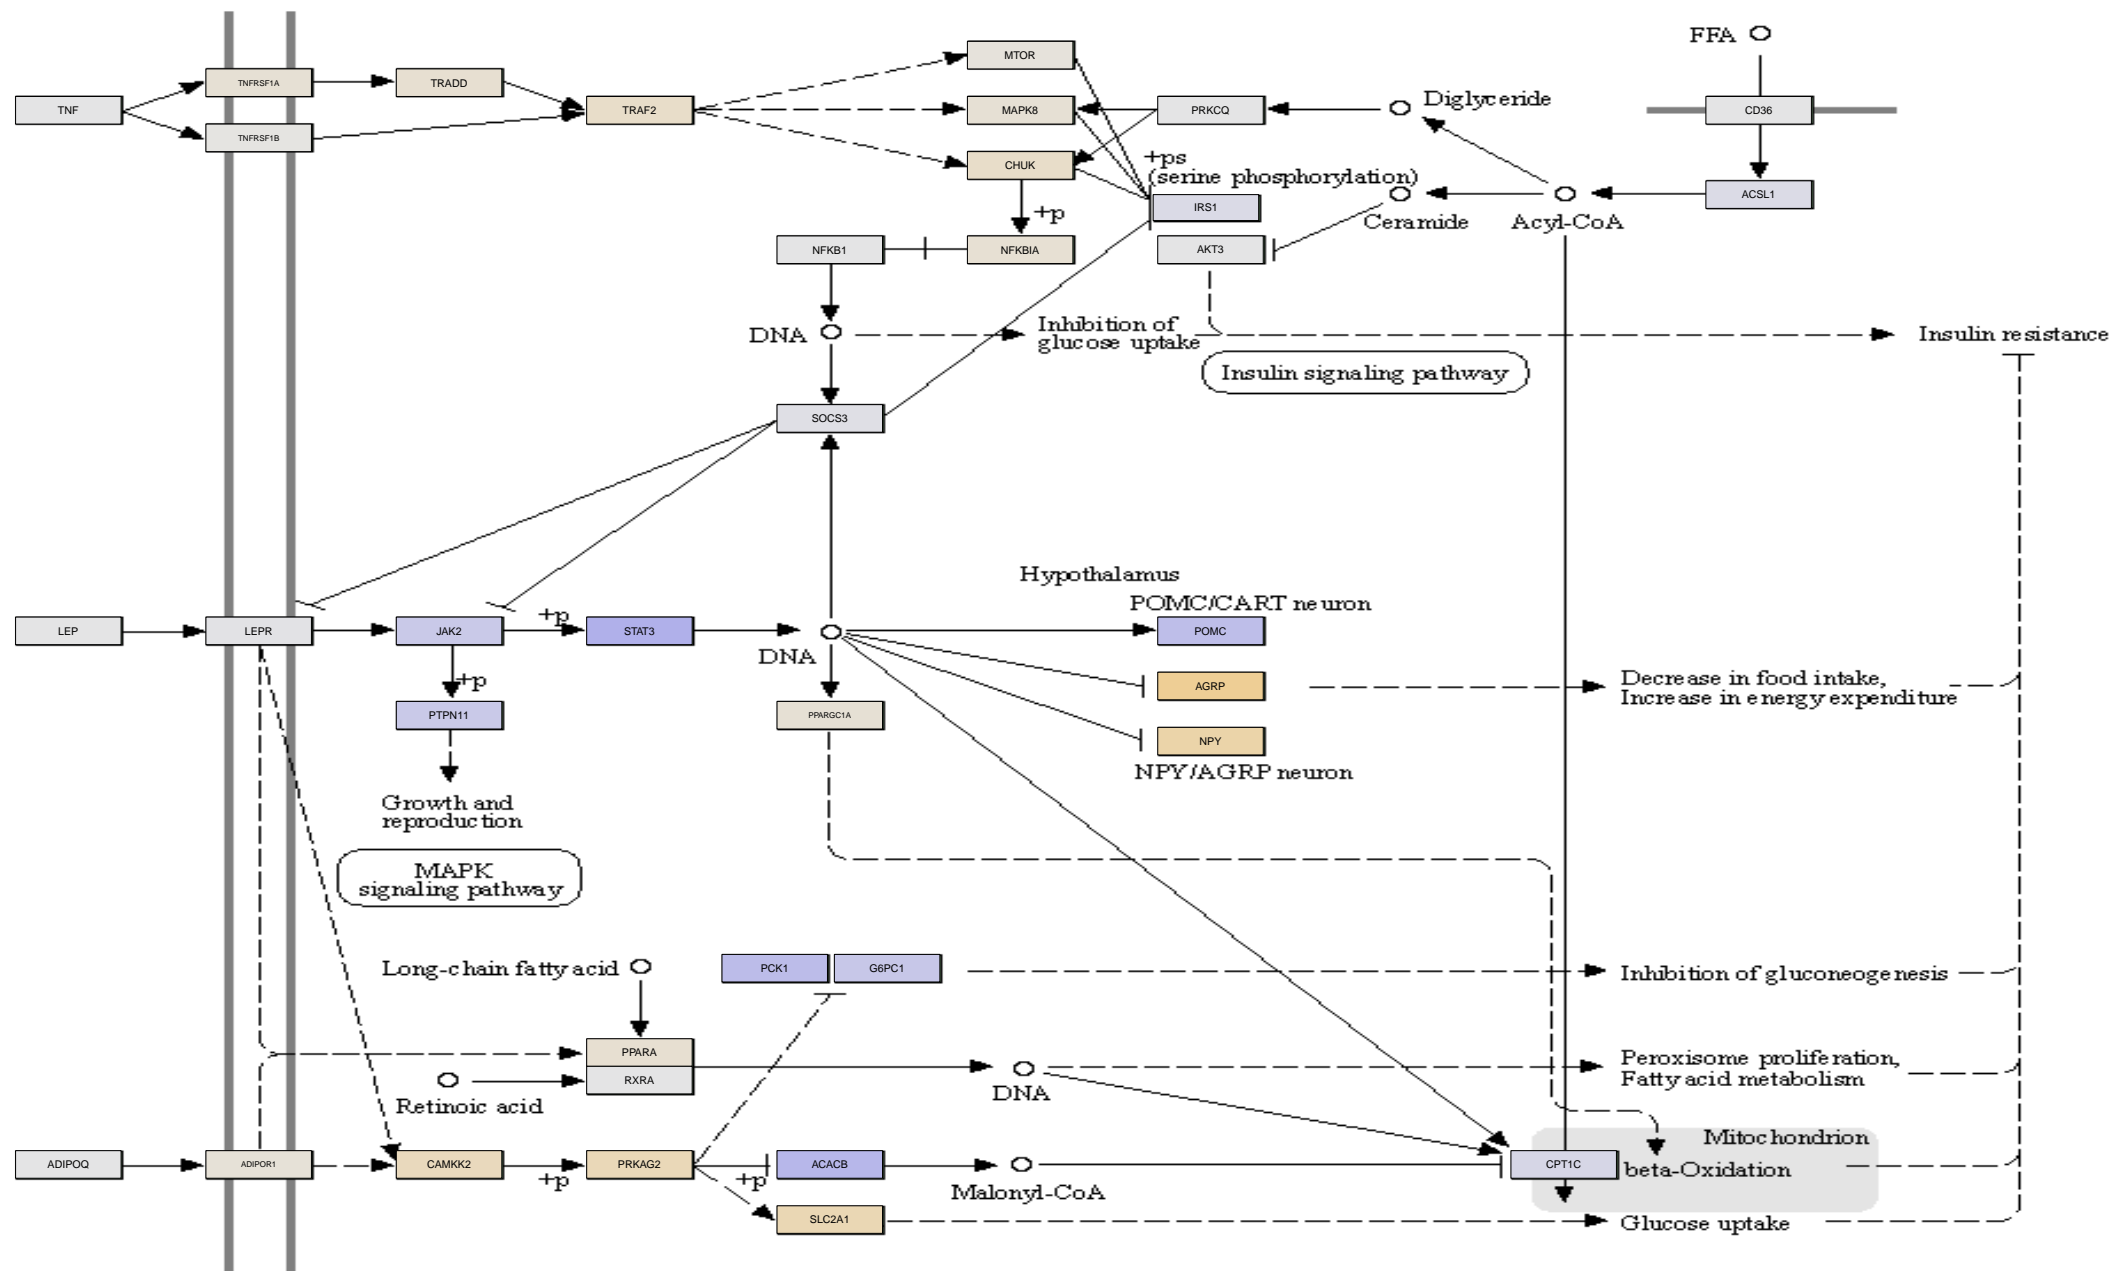 FFA
MTOR
TNFRSF1A
TRADD
TNF
TRAF2
MAPK8
PRKCQ
Diglyceride
CD36
TNFRSF1B
CHUK
+ps
(serine phosphorylation)
IRS1
ACSL1
+p
Ceramide
Acyl-CoA
NFKB1
NFKBIA
AKT3
DNA
Inhibition of
glucose uptake
Insulin resistance
Insulin signaling pathway
SOCS3
Hypothalamus
POMC/CART neuron
LEP
LEPR
JAK2
+p
STAT3
DNA
POMC
+p
AGRP
Decrease in food intake,
Increase in energy expenditure
PTPN11
PPARGC1A
NPY
NPY/AGRP neuron
Growth and
reproduction
MAPK
signaling pathway
Long-chain fatty acid
PCK1
G6PC1
Inhibition of gluconeogenesis
PPARA
RXRA
Retinoic acid
DNA
Peroxisome proliferation,
Fatty acid metabolism
Mitochondrion
ADIPOQ
ADIPOR1
CAMKK2
+p
PRKAG2
+p
ACACB
Malonyl-CoA
CPT1C
beta-Oxidation
SLC2A1
Glucose uptake